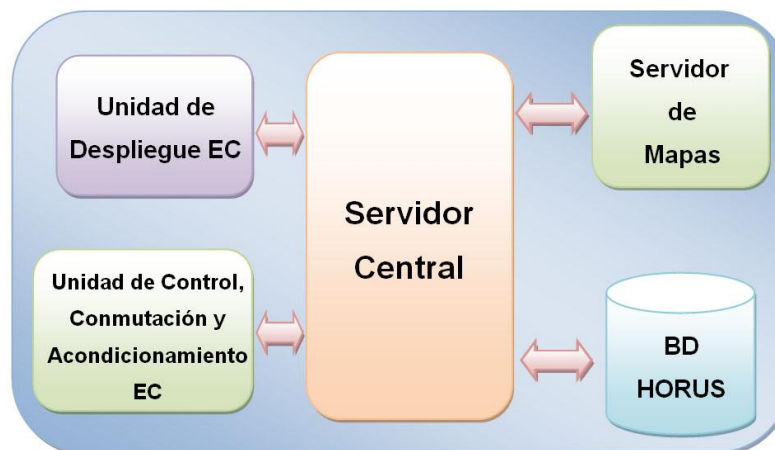 Unidad de
Despliegue EC
Unidad de Control,
Conmutación y
Acondicionamiento
EC
Servidor
Central
Servidor
de
Mapas
BD
HORUS